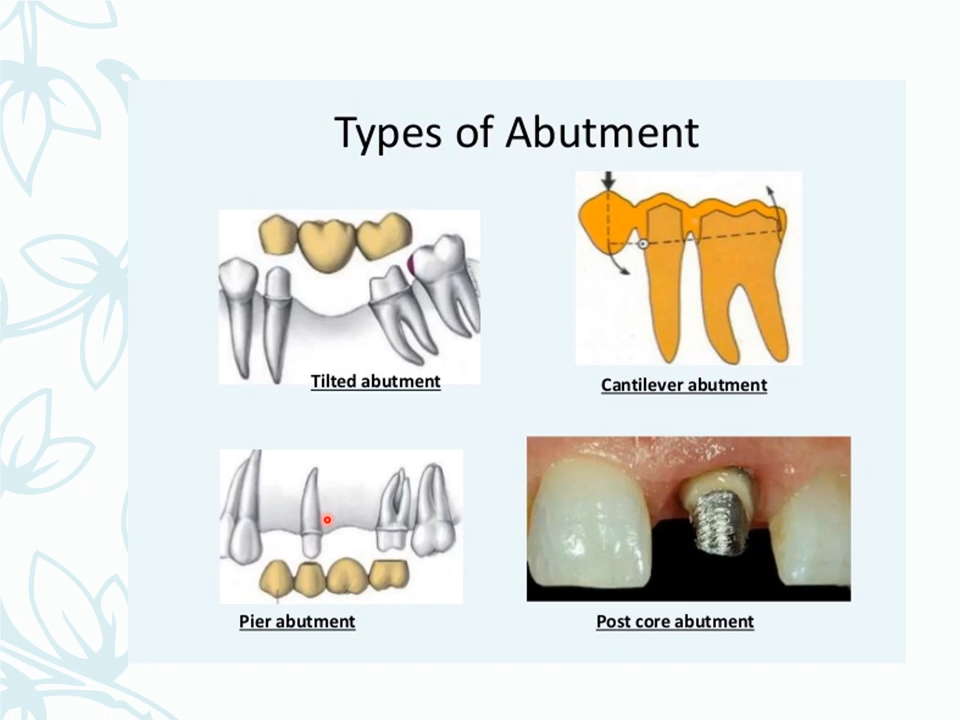 Types of Abutment
Tilted abutment
Cantilever abutment
Pier abutment
Post core abutment